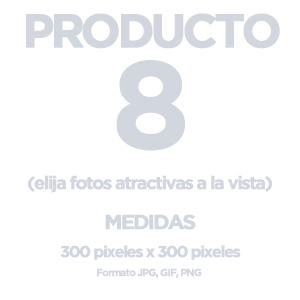 PRODUCTO
8
(elija fotos atractivas a la vista)
MEDIDAS
300 pixeles x 300 pixeles
Formato JPG, GIF, PNG